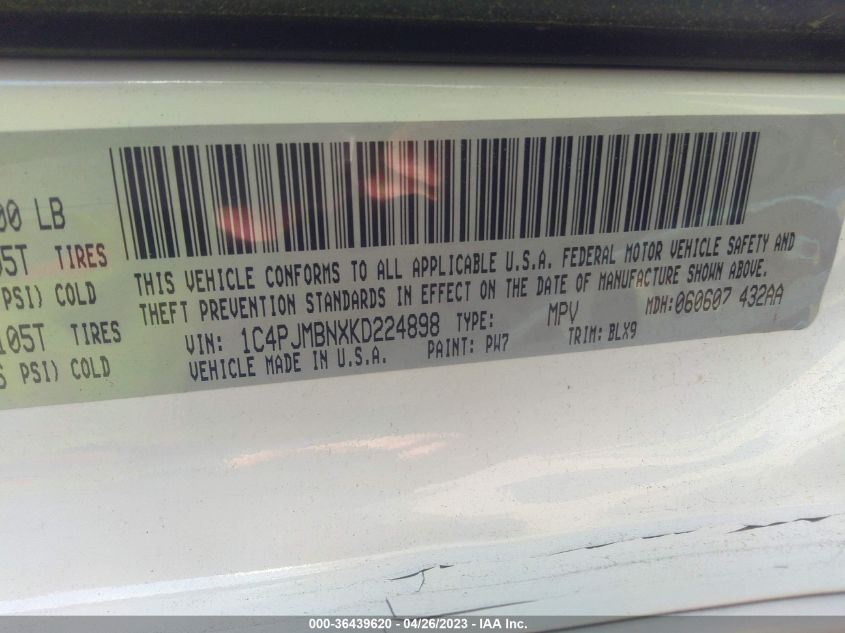 00 LB
05T TIRES
PSI) COLD
105T TIRES
PSI) COLD
THIS VEHICLE CONFORMS TO ALL APPLICABLE U.S.A. FEDERAL MOTOR VEHICLE SAFETY AND
THEFT PREVENTION STANDARDS IN EFFECT ON THE DATE OF MANUFACTURE SHOWN ABOVE.
VIN: 1C4PJMBNXKD224898 TYPE: MPV MDH:060607 432AA
VEHICLE MADE IN U.S.A. PAINT: PW7 TRIM: BLX9
000-36439620 - 04/26/2023 - IAA Inc.